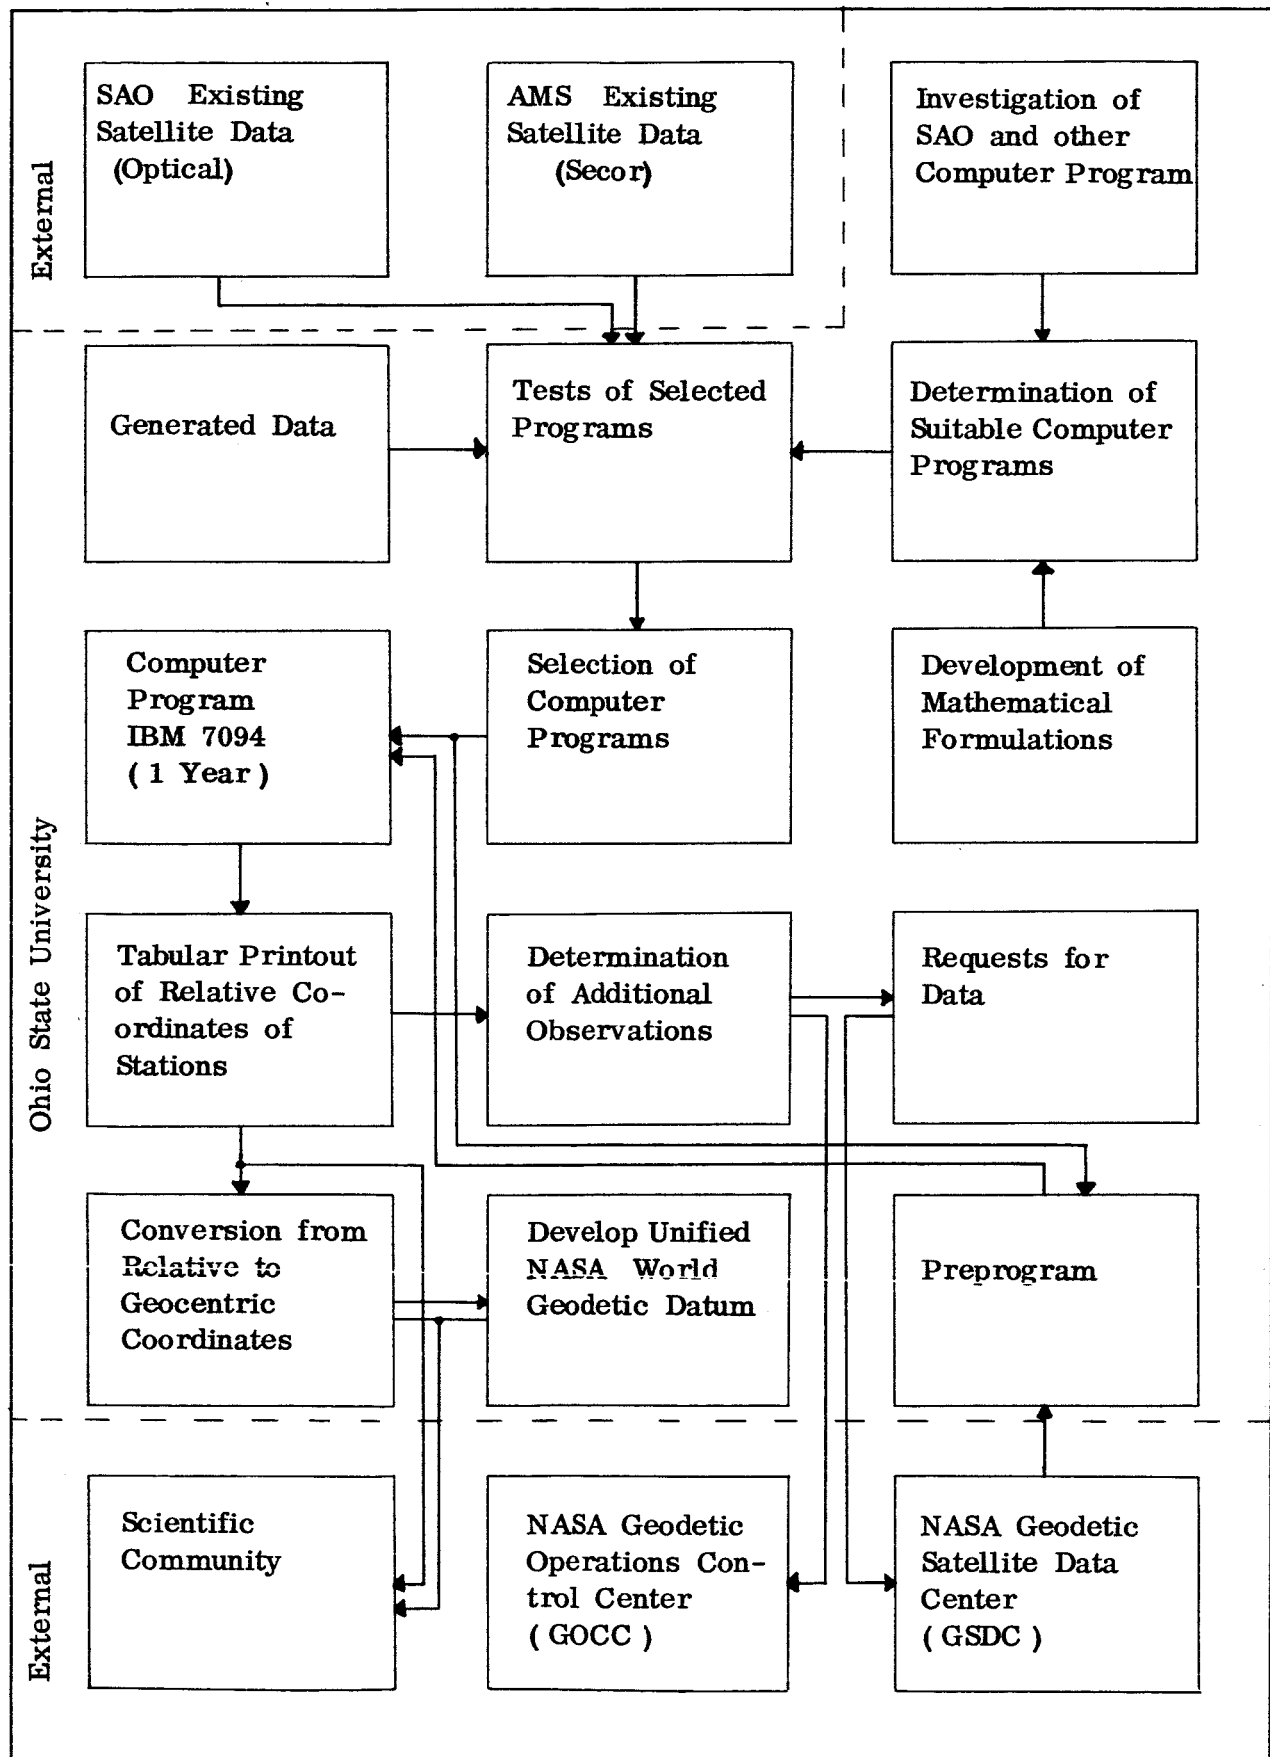 External
SAO Existing
Satellite Data
(Optical)
AMS Existing
Satellite Data
(Secor)
Investigation of
SAO and other
Computer Program
Ohio State University
Generated Data
Tests of Selected
Programs
Determination of
Suitable Computer
Programs
Computer
Program
IBM 7094
( 1 Year )
Selection of
Computer
Programs
Development of
Mathematical
Formulations
Tabular Printout
of Relative Co-
ordinates of
Stations
Determination
of Additional
Observations
Requests for
Data
Conversion from
Relative to
Geocentric
Coordinates
Develop Unified
NASA World
Geodetic Datum
Preprogram
External
Scientific
Community
NASA Geodetic
Operations Con-
trol Center
( GOCC )
NASA Geodetic
Satellite Data
Center
( GSDC )